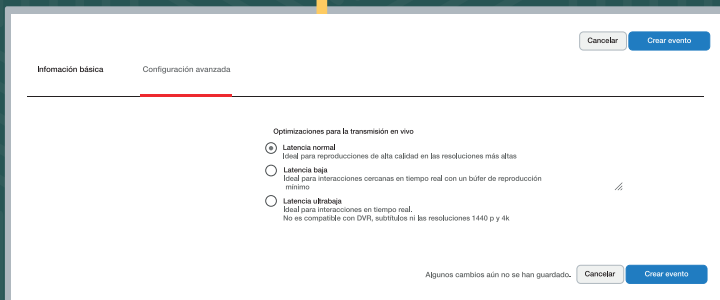 Cancelar Crear evento
Infomación básica Configuración avanzada
Optimizaciones para la transmisión en vivo
Latencia normal
Ideal para reproducciones de alta calidad en las resoluciones más altas
Latencia baja
Ideal para interacciones cercanas en tiempo real con un búfer de reproducción
mínimo
Latencia ultrabaja
Ideal para interacciones en tiempo real.
No es compatible con DVR, subtítulos ni las resoluciones 1440 p y 4k
Algunos cambios aún no se han guardado. Cancelar Crear evento